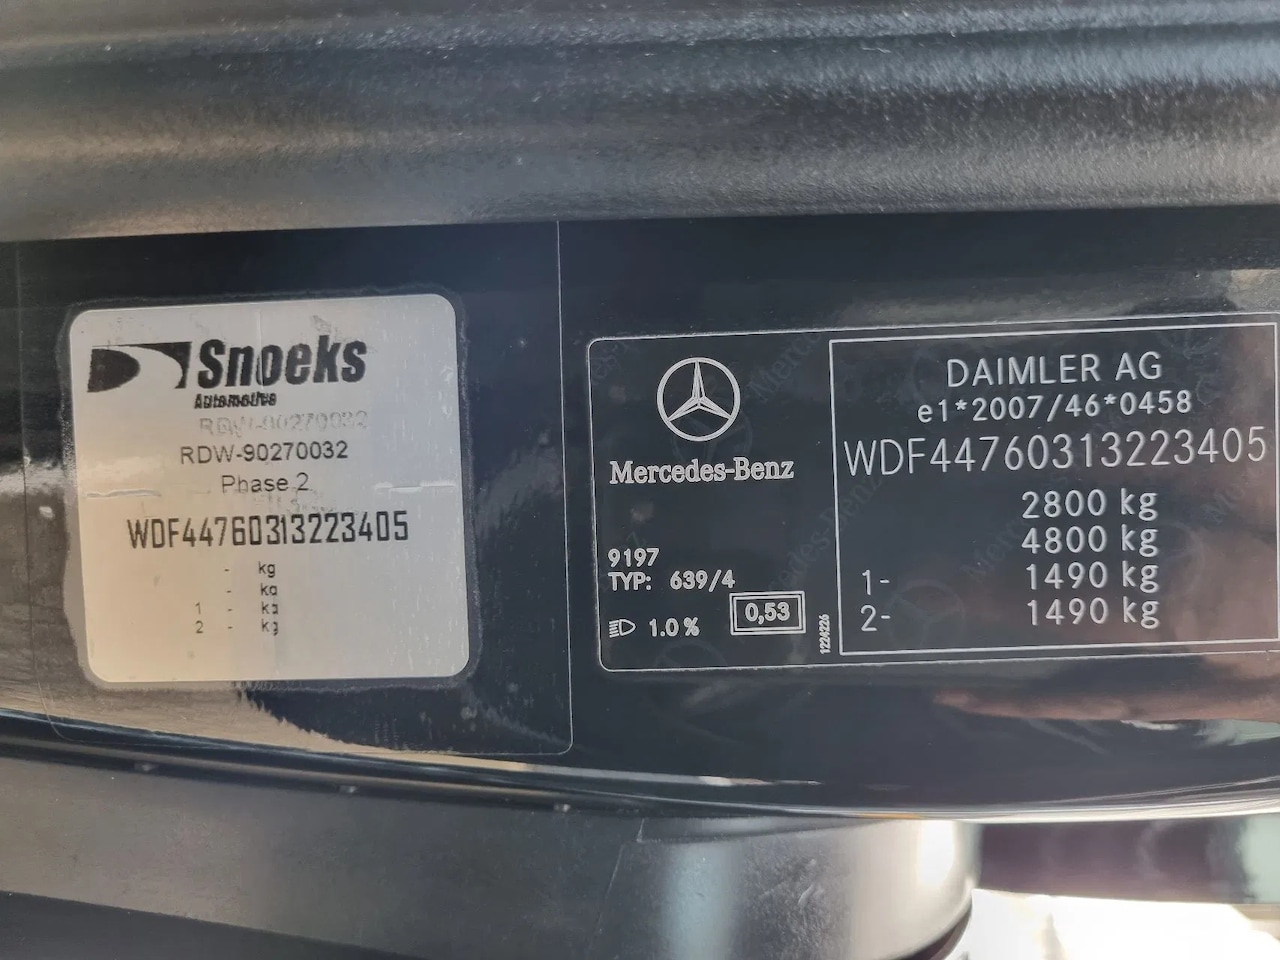 Snoeks
Automotive
RDW-90270032
RDW-90270032
Phase 2
WDF44760313223405
- kg
- kg
1 - kg
2 - kg
Mercedes-Benz
9197
TYP: 639/4
1.0 %
0,53
1224226
DAIMLER AG
e1*2007/46*0458
WDF44760313223405
2800 kg
4800 kg
1- 1490 kg
2- 1490 kg